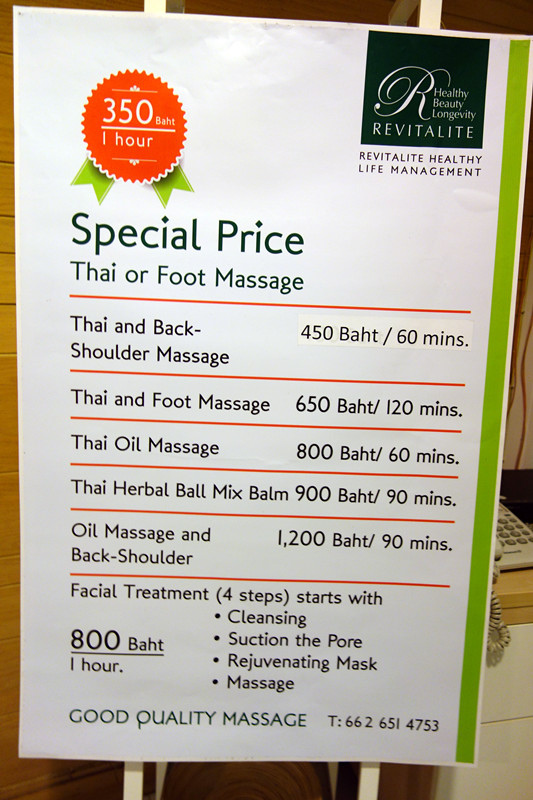 350 Baht
1 hour
R Healthy
Beauty
Longevity
REVITALITE
REVITALITE HEALTHY
LIFE MANAGEMENT
Special Price
Thai or Foot Massage
Thai and Back-
Shoulder Massage
450 Baht / 60 mins.
Thai and Foot Massage 650 Baht/ 120 mins.
Thai Oil Massage 800 Baht/ 60 mins.
Thai Herbal Ball Mix Balm 900 Baht/ 90 mins.
Oil Massage and
Back-Shoulder
1,200 Baht/ 90 mins.
Facial Treatment (4 steps) starts with
• Cleansing
• Suction the Pore
• Rejuvenating Mask
• Massage
800 Baht
1 hour.
GOOD QUALITY MASSAGE T: 66 2 651 4753